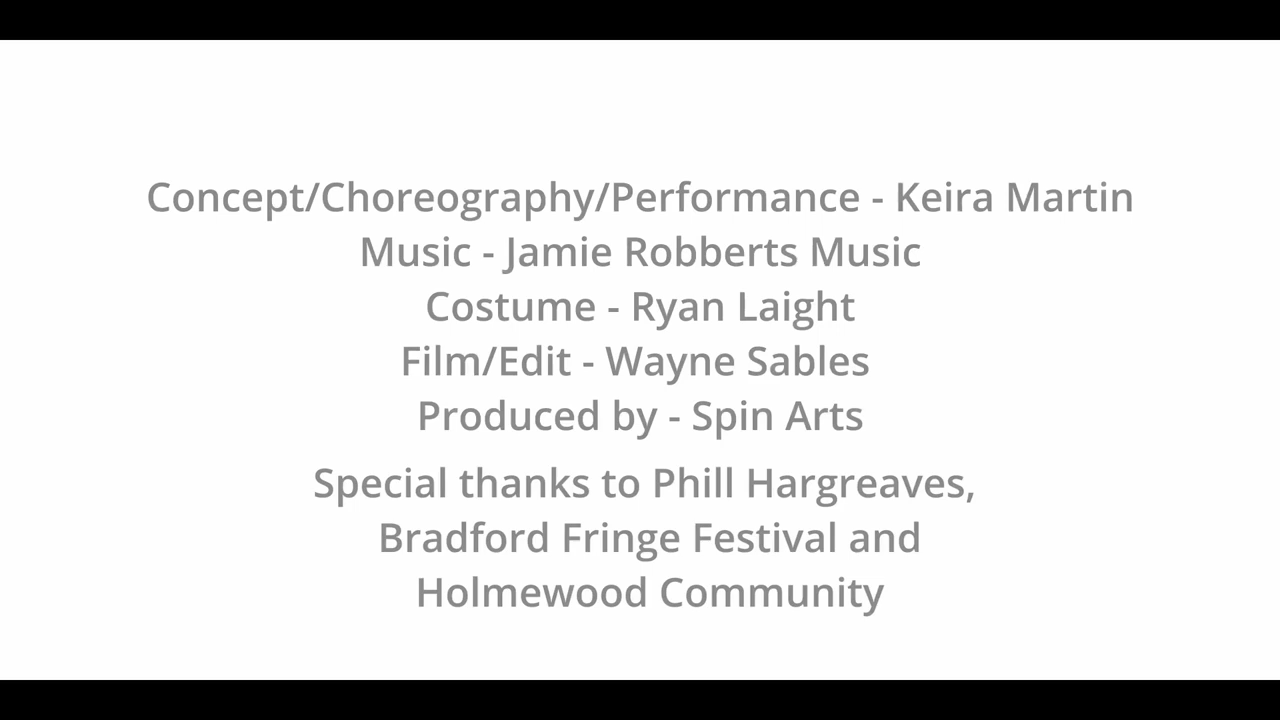 Concept/Choreography/Performance - Keira Martin
Music - Jamie Robberts Music
Costume - Ryan Laight
Film/Edit - Wayne Sables
Produced by - Spin Arts
Special thanks to Phill Hargreaves,
Bradford Fringe Festival and
Holmewood Community